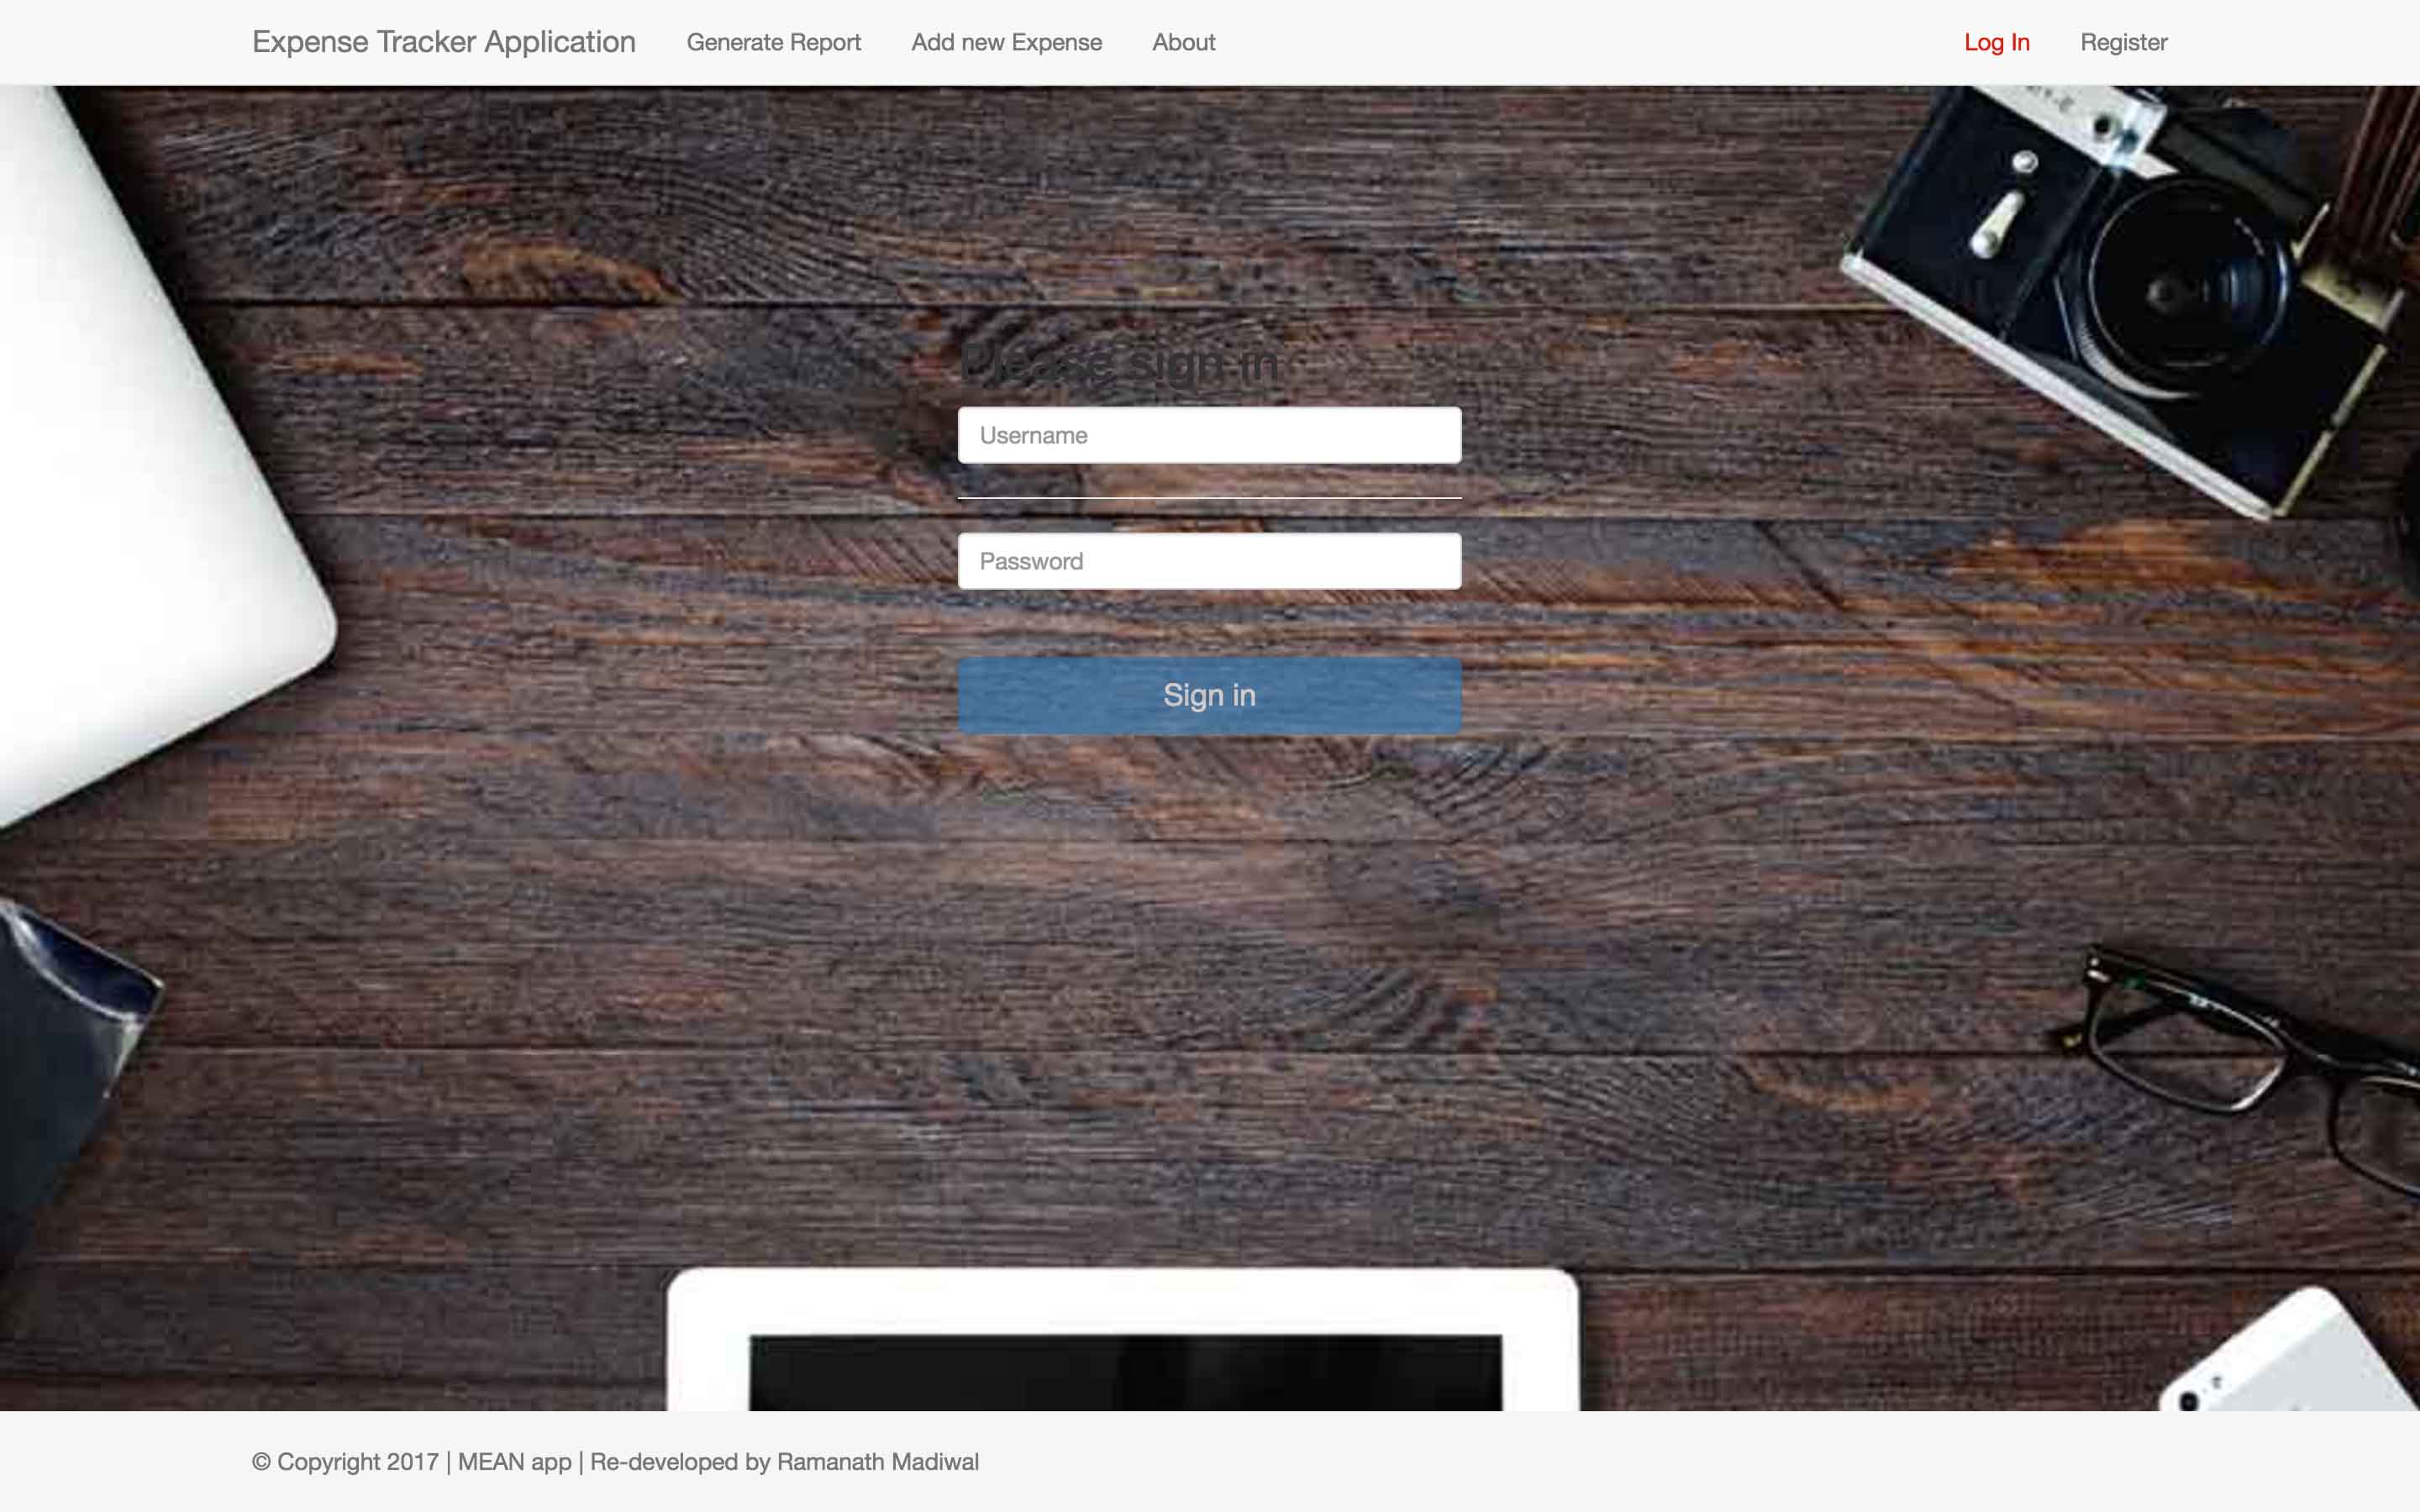 Expense Tracker Application Generate Report Add new Expense About Log In Register
Please sign in
Username
Password
Sign in
© Copyright 2017 | MEAN app | Re-developed by Ramanath Madiwal